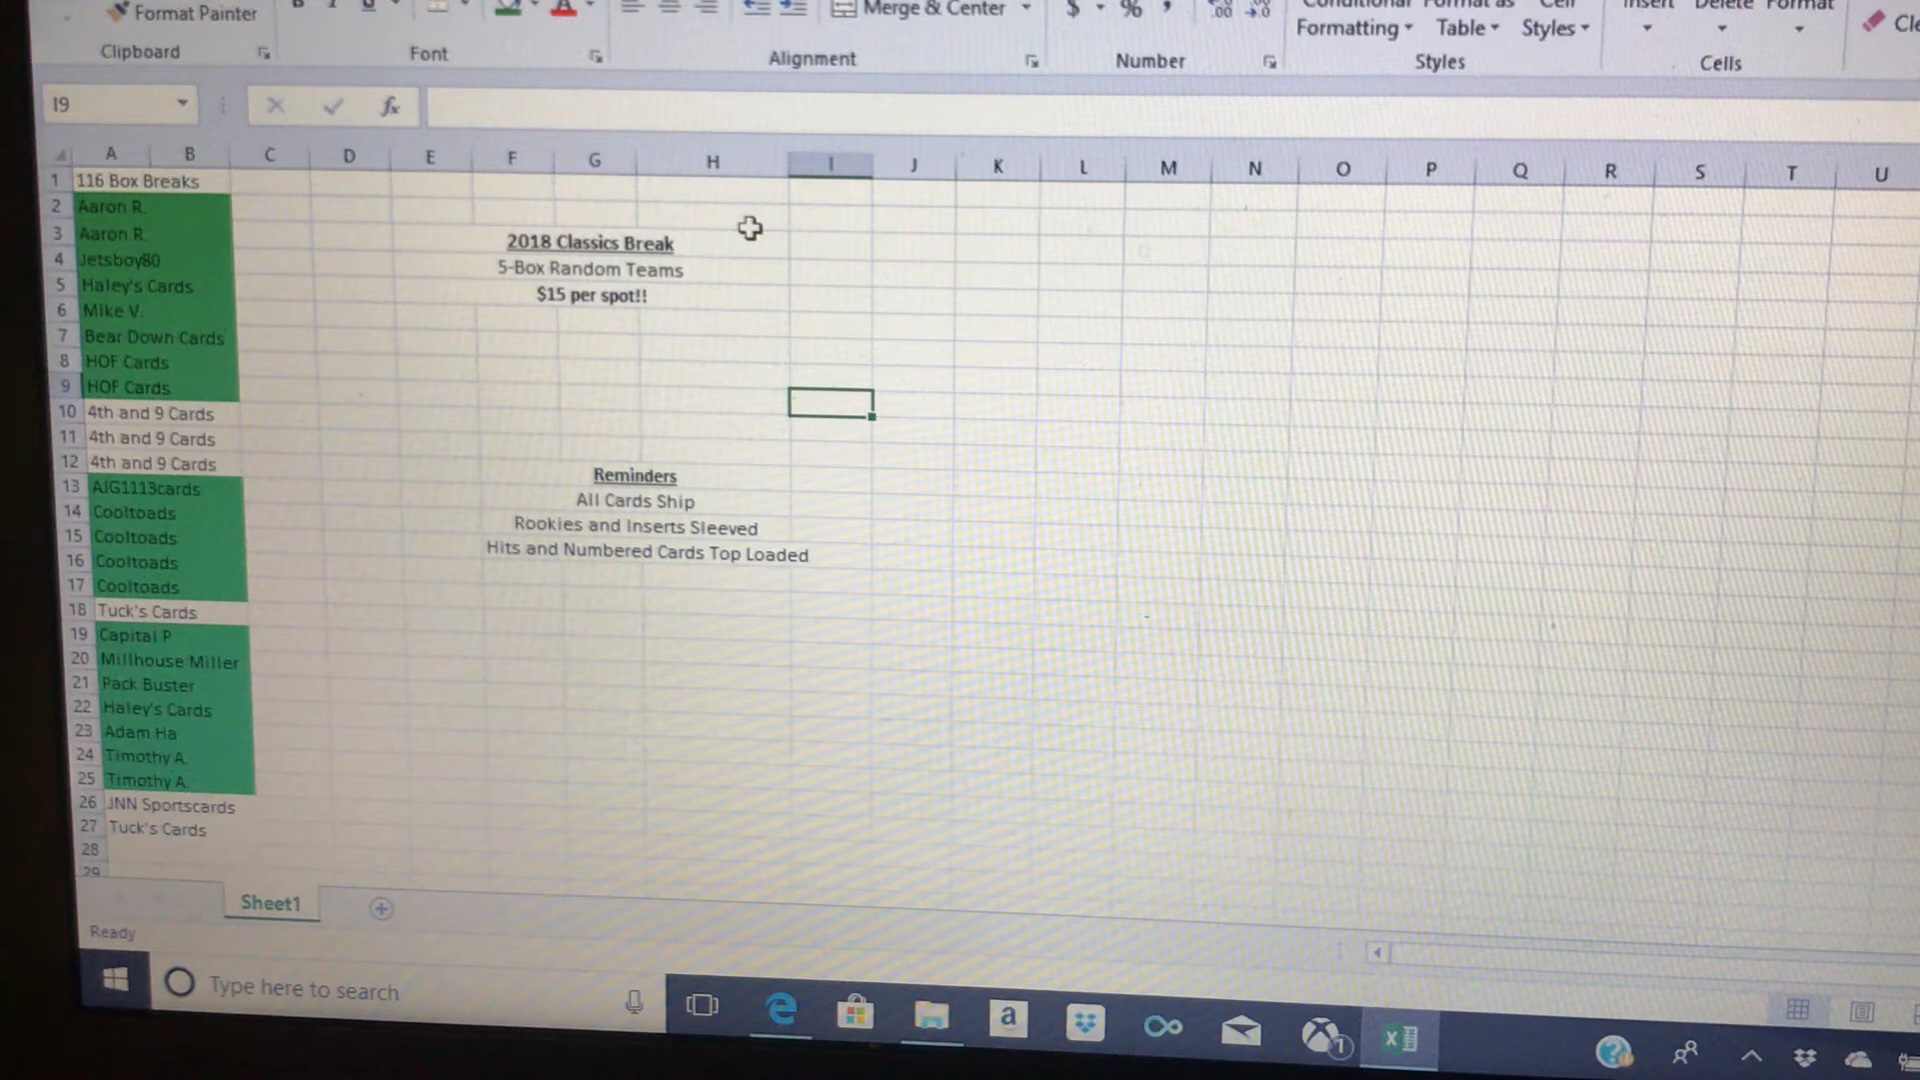 Format Painter
Merge & Center
$ % ,
Formatting
Table
Styles
Insert Delete Format
Clipboard
Font
Alignment
Number
Styles
Cells
I9
fx
A B C D E F G H I J K L M N O P Q R S T U
1 116 Box Breaks
2 Aaron R.
3 Aaron R.
2018 Classics Break
4 Jetsboy80
5-Box Random Teams
5 Haley's Cards
$15 per spot!!
6 Mike V.
7 Bear Down Cards
8 HOF Cards
9 HOF Cards
10 4th and 9 Cards
11 4th and 9 Cards
12 4th and 9 Cards
Reminders
13 AJG1113cards
All Cards Ship
14 Cooltoads
Rookies and Inserts Sleeved
15 Cooltoads
Hits and Numbered Cards Top Loaded
16 Cooltoads
17 Cooltoads
18 Tuck's Cards
19 Capital P
20 Millhouse Miller
21 Pack Buster
22 Haley's Cards
23 Adam Ha
24 Timothy A.
25 Timothy A.
26 JNN Sportscards
27 Tuck's Cards
28
29
Sheet1
Ready
Type here to search